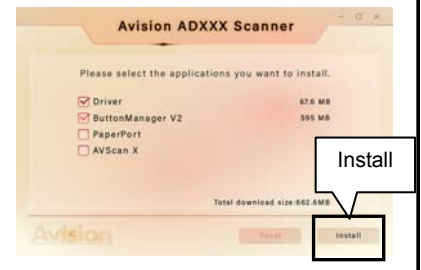 Avision ADXXX Scanner
Please select the applications you want to install.
Driver 67.6 MB
ButtonManager V2 595 MB
PaperPort
AVScan X
Install
Total download size:662.6MB
Avision Reset Install